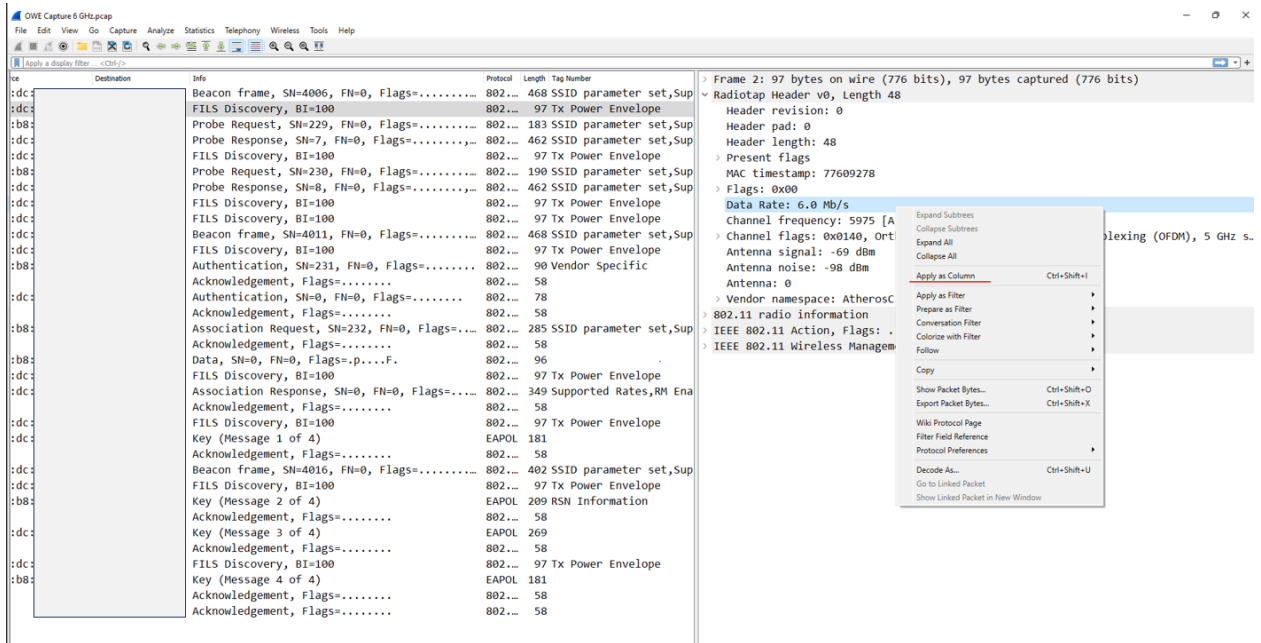 OWE Capture 6 GHz.pcap
File Edit View Go Capture Analyze Statistics Telephony Wireless Tools Help
Apply a display filter ... <Ctrl-/>
rce Destination Info Protocol Length Tag Number
:dc: Beacon frame, SN=4006, FN=0, Flags=........… 802.… 468 SSID parameter set,Sup
:dc: FILS Discovery, BI=100 802.… 97 Tx Power Envelope
:b8: Probe Request, SN=229, FN=0, Flags=........… 802.… 183 SSID parameter set,Sup
:dc: Probe Response, SN=7, FN=0, Flags=........,… 802.… 462 SSID parameter set,Sup
:dc: FILS Discovery, BI=100 802.… 97 Tx Power Envelope
:b8: Probe Request, SN=230, FN=0, Flags=........… 802.… 190 SSID parameter set,Sup
:dc: Probe Response, SN=8, FN=0, Flags=........,… 802.… 462 SSID parameter set,Sup
:dc: FILS Discovery, BI=100 802.… 97 Tx Power Envelope
:dc: FILS Discovery, BI=100 802.… 97 Tx Power Envelope
:dc: Beacon frame, SN=4011, FN=0, Flags=........… 802.… 468 SSID parameter set,Sup
:dc: FILS Discovery, BI=100 802.… 97 Tx Power Envelope
:b8: Authentication, SN=231, FN=0, Flags=........ 802.… 90 Vendor Specific
Acknowledgement, Flags=........ 802.… 58
:dc: Authentication, SN=0, FN=0, Flags=........ 802.… 78
Acknowledgement, Flags=........ 802.… 58
:b8: Association Request, SN=232, FN=0, Flags=..… 802.… 285 SSID parameter set,Sup
Acknowledgement, Flags=........ 802.… 58
:b8: Data, SN=0, FN=0, Flags=.p....F. 802.… 96
:dc: FILS Discovery, BI=100 802.… 97 Tx Power Envelope
:dc: Association Response, SN=0, FN=0, Flags=...… 802.… 349 Supported Rates,RM Ena
Acknowledgement, Flags=........ 802.… 58
:dc: FILS Discovery, BI=100 802.… 97 Tx Power Envelope
:dc: Key (Message 1 of 4) EAPOL 181
Acknowledgement, Flags=........ 802.… 58
:dc: Beacon frame, SN=4016, FN=0, Flags=........… 802.… 402 SSID parameter set,Sup
:dc: FILS Discovery, BI=100 802.… 97 Tx Power Envelope
:b8: Key (Message 2 of 4) EAPOL 209 RSN Information
Acknowledgement, Flags=........ 802.… 58
:dc: Key (Message 3 of 4) EAPOL 269
Acknowledgement, Flags=........ 802.… 58
:dc: FILS Discovery, BI=100 802.… 97 Tx Power Envelope
:b8: Key (Message 4 of 4) EAPOL 181
Acknowledgement, Flags=........ 802.… 58
Acknowledgement, Flags=........ 802.… 58
Frame 2: 97 bytes on wire (776 bits), 97 bytes captured (776 bits)
Radiotap Header v0, Length 48
Header revision: 0
Header pad: 0
Header length: 48
Present flags
MAC timestamp: 77609278
Flags: 0x00
Data Rate: 6.0 Mb/s
Channel frequency: 5975 [A
Channel flags: 0x0140, Ort plexing (OFDM), 5 GHz s…
Antenna signal: -69 dBm
Antenna noise: -98 dBm
Antenna: 0
Vendor namespace: AtherosC
802.11 radio information
IEEE 802.11 Action, Flags: .
IEEE 802.11 Wireless Managem
Expand Subtrees
Collapse Subtrees
Expand All
Collapse All
Apply as Column Ctrl+Shift+I
Apply as Filter
Prepare as Filter
Conversation Filter
Colorize with Filter
Follow
Copy
Show Packet Bytes... Ctrl+Shift+O
Export Packet Bytes... Ctrl+Shift+X
Wiki Protocol Page
Filter Field Reference
Protocol Preferences
Decode As... Ctrl+Shift+U
Go to Linked Packet
Show Linked Packet in New Window